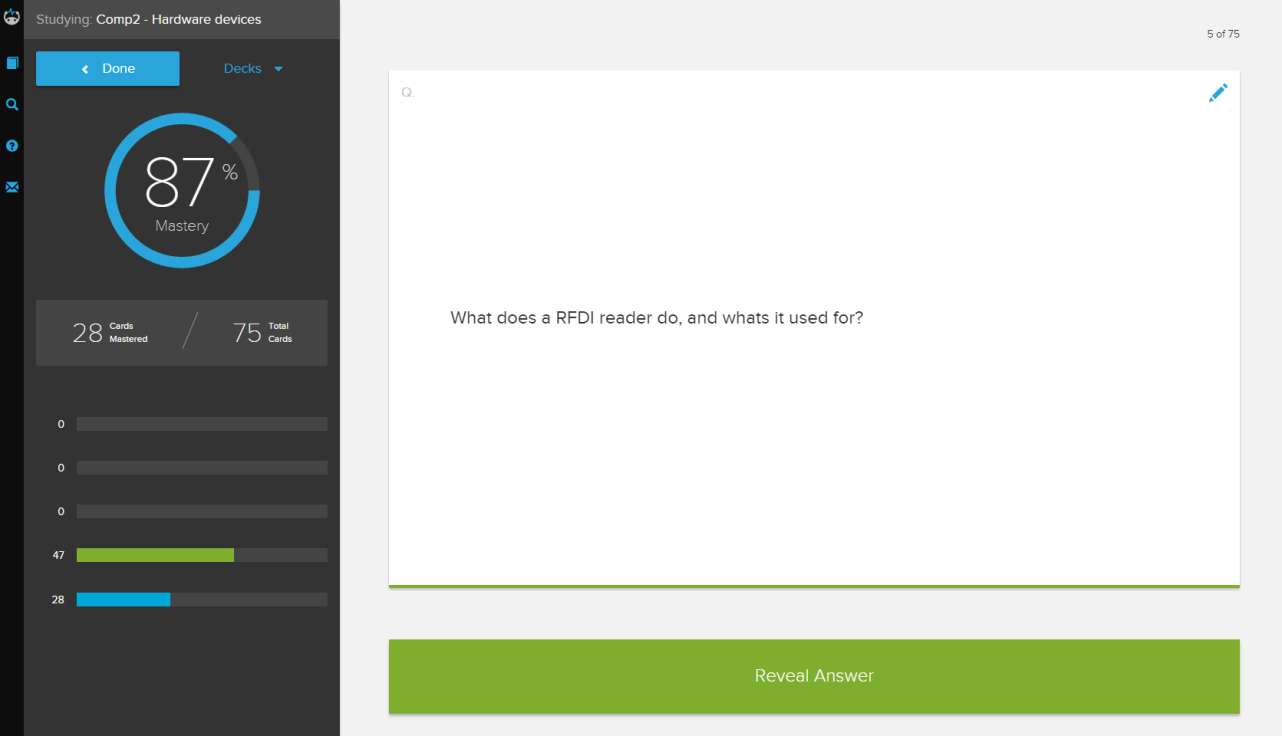 Studying: Comp2 - Hardware devices
Done
Decks
87%
Mastery
28 Cards Mastered
75 Total Cards
0
0
0
47
28
5 of 75
Q.
What does a RFDI reader do, and whats it used for?
Reveal Answer